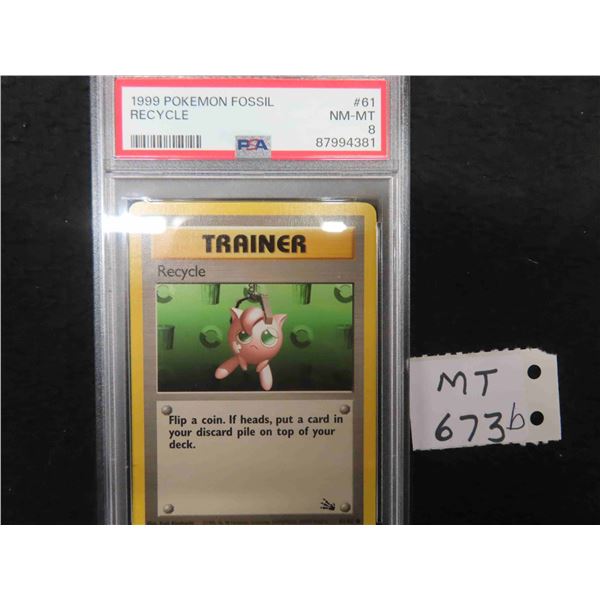 1999 POKEMON FOSSIL #61
RECYCLE NM-MT
8
PSA 87994381
TRAINER
Recycle
Flip a coin. If heads, put a card in
your discard pile on top of your
deck.
MT
673b